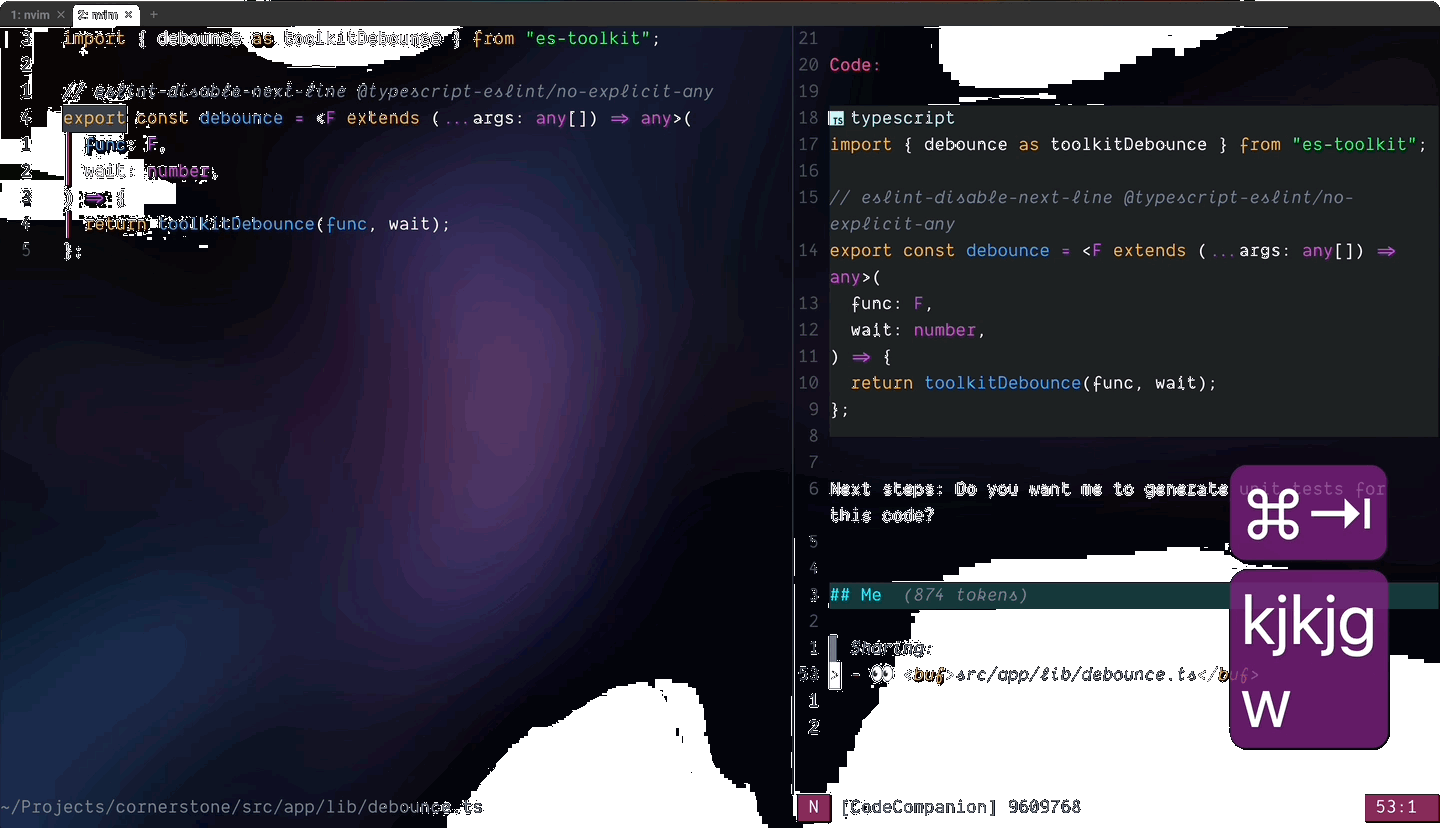 1: nvim × 2: nvim × +
3 import { debounce as toolkitDebounce } from "es-toolkit";
2
1 // eslint-disable-next-line @typescript-eslint/no-explicit-any
6 export const debounce = <F extends (...args: any[]) => any>(
1 func: F,
2 wait: number,
3 ) => {
4 return toolkitDebounce(func, wait);
5 };
~/Projects/cornerstone/src/app/lib/debounce.ts
21
20 Code:
19
18 TS typescript
17 import { debounce as toolkitDebounce } from "es-toolkit";
16
15 // eslint-disable-next-line @typescript-eslint/no-
explicit-any
14 export const debounce = <F extends (...args: any[]) =>
any>(
13 func: F,
12 wait: number,
11 ) => {
10 return toolkitDebounce(func, wait);
9 };
8
7
6 Next steps: Do you want me to generate unit tests for
this code?
5
4
3 ## Me (874 tokens)
2
1 Sharing:
53 > - 👀 <buf>src/app/lib/debounce.ts</buf>
1
2
N [CodeCompanion] 9609768 53:1
⌘⇥
kjkjg
w